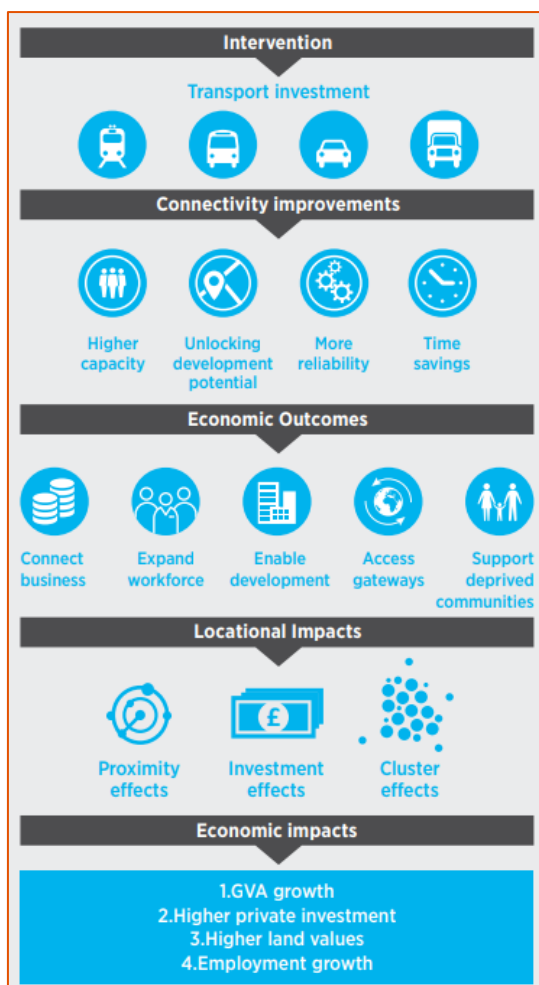 Intervention
Transport investment
Connectivity improvements
Higher
capacity
Unlocking
development
potential
More
reliability
Time
savings
Economic Outcomes
Connect
business
Expand
workforce
Enable
development
Access
gateways
Support
deprived
communities
Locational Impacts
£
Proximity
effects
Investment
effects
Cluster
effects
Economic impacts
1.GVA growth
2.Higher private investment
3.Higher land values
4.Employment growth